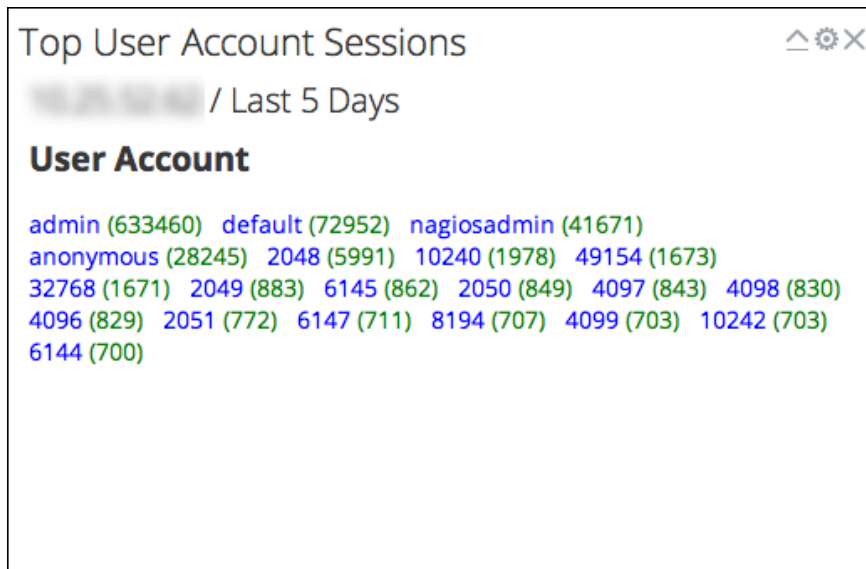 Top User Account Sessions
/ Last 5 Days
User Account
admin (633460) default (72952) nagiosadmin (41671)
anonymous (28245) 2048 (5991) 10240 (1978) 49154 (1673)
32768 (1671) 2049 (883) 6145 (862) 2050 (849) 4097 (843) 4098 (830)
4096 (829) 2051 (772) 6147 (711) 8194 (707) 4099 (703) 10242 (703)
6144 (700)